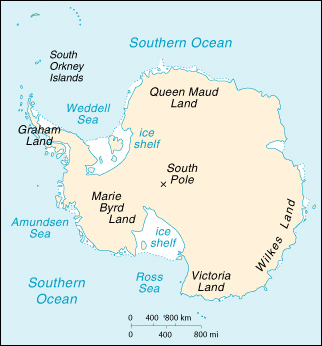 Southern Ocean
South
Orkney
Islands
Queen Maud
Land
Weddell
Sea
Graham
Land
ice
shelf
South
Pole
Marie
Byrd
Land
Amundsen
Sea
ice
shelf
Wilkes Land
Southern
Ocean
Ross
Sea
Victoria
Land
0 400 800 km
0 400 800 mi